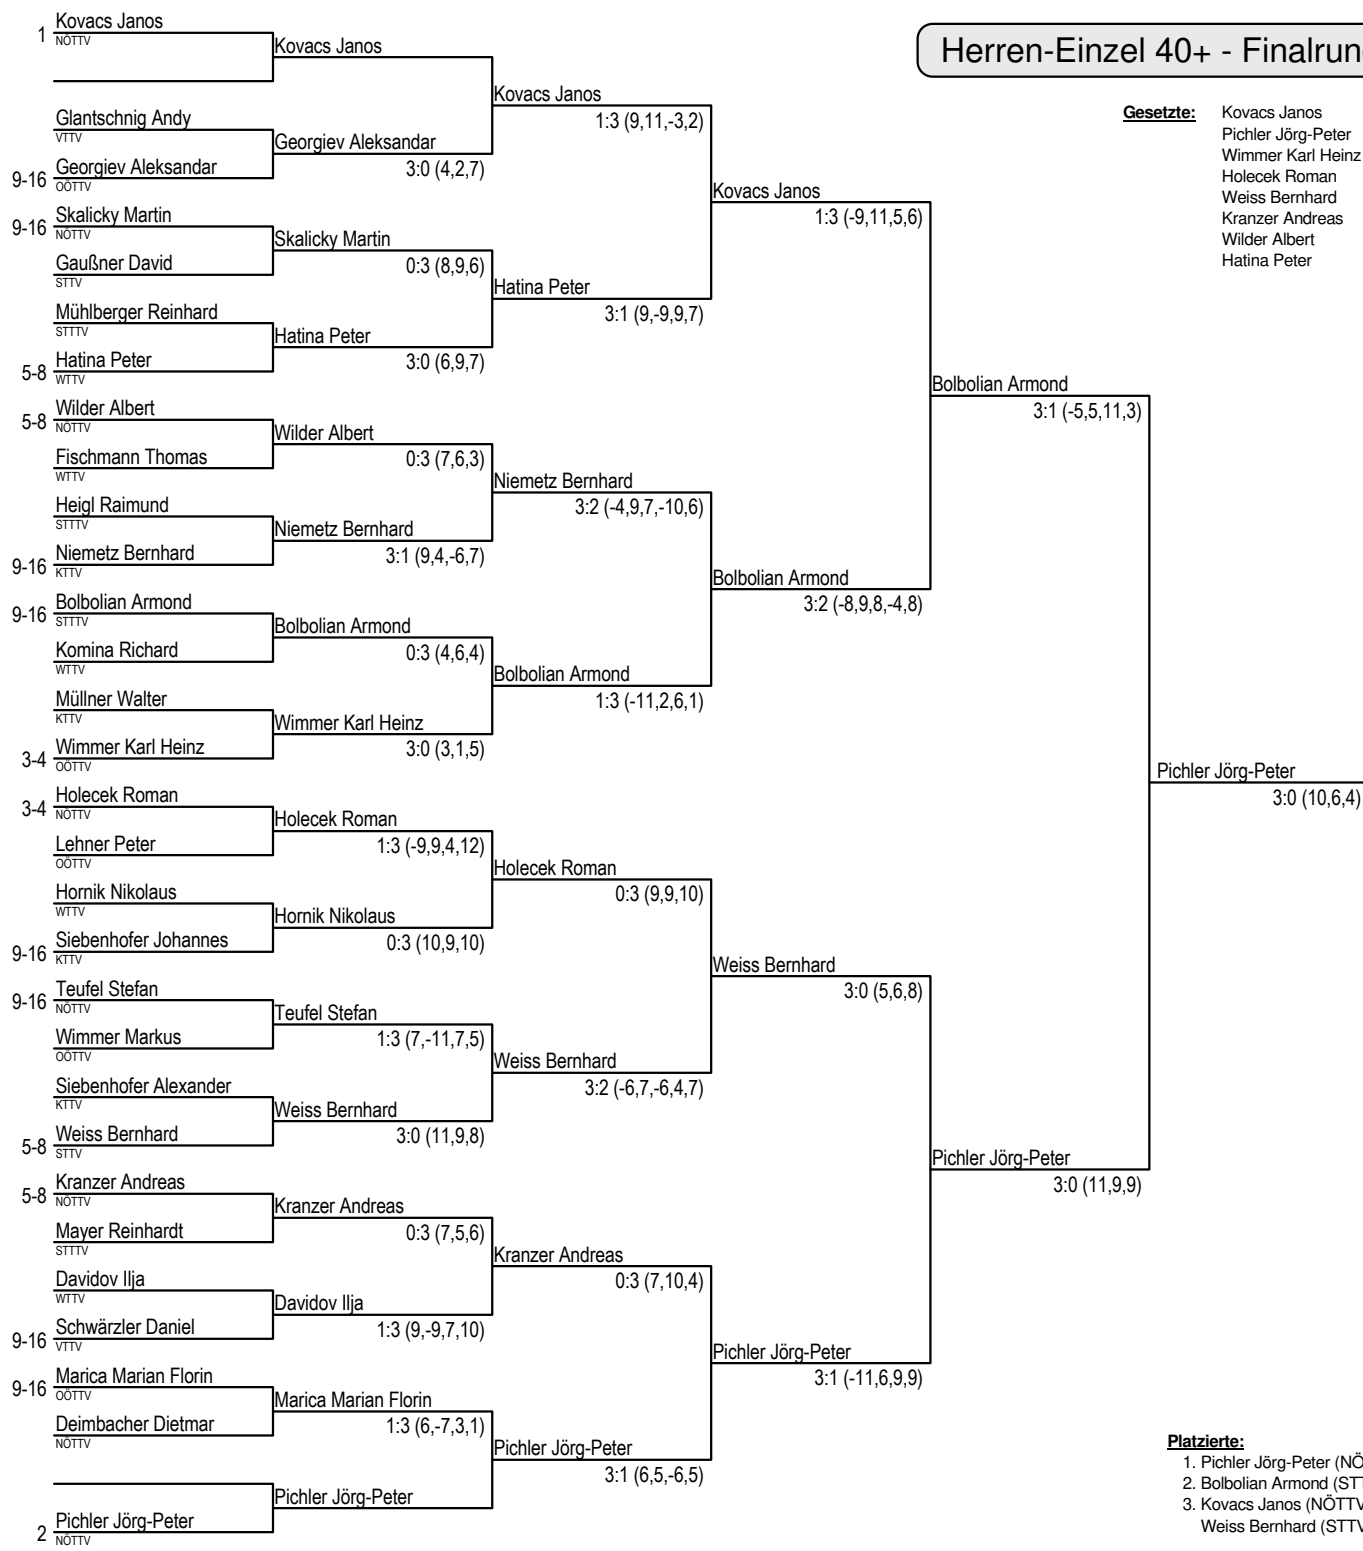 Herren-Einzel 40+ - Finalrun
Gesetzte:
Kovacs Janos
Pichler Jörg-Peter
Wimmer Karl Heinz
Holecek Roman
Weiss Bernhard
Kranzer Andreas
Wilder Albert
Hatina Peter
1 Kovacs Janos
NÖTTV
Glantschnig Andy
VTTV
9-16 Georgiev Aleksandar
OÖTTV
9-16 Skalicky Martin
NÖTTV
Gaußner David
STTV
Mühlberger Reinhard
STTTV
5-8 Hatina Peter
WTTV
5-8 Wilder Albert
NÖTTV
Fischmann Thomas
WTTV
Heigl Raimund
STTTV
9-16 Niemetz Bernhard
KTTV
9-16 Bolbolian Armond
STTTV
Komina Richard
WTTV
Müllner Walter
KTTV
3-4 Wimmer Karl Heinz
OÖTTV
3-4 Holecek Roman
NÖTTV
Lehner Peter
OÖTTV
Hornik Nikolaus
WTTV
9-16 Siebenhofer Johannes
KTTV
9-16 Teufel Stefan
NÖTTV
Wimmer Markus
OÖTTV
Siebenhofer Alexander
KTTV
5-8 Weiss Bernhard
STTV
5-8 Kranzer Andreas
NÖTTV
Mayer Reinhardt
STTTV
Davidov Ilja
WTTV
9-16 Schwärzler Daniel
VTTV
9-16 Marica Marian Florin
OÖTTV
Deimbacher Dietmar
NÖTTV
2 Pichler Jörg-Peter
NÖTTV
Kovacs Janos
Georgiev Aleksandar
3:0 (4,2,7)
Skalicky Martin
0:3 (8,9,6)
Hatina Peter
3:0 (6,9,7)
Wilder Albert
0:3 (7,6,3)
Niemetz Bernhard
3:1 (9,4,-6,7)
Bolbolian Armond
0:3 (4,6,4)
Wimmer Karl Heinz
3:0 (3,1,5)
Holecek Roman
1:3 (-9,9,4,12)
Hornik Nikolaus
0:3 (10,9,10)
Teufel Stefan
1:3 (7,-11,7,5)
Weiss Bernhard
3:0 (11,9,8)
Kranzer Andreas
0:3 (7,5,6)
Davidov Ilja
1:3 (9,-9,7,10)
Marica Marian Florin
1:3 (6,-7,3,1)
Pichler Jörg-Peter
Kovacs Janos
1:3 (9,11,-3,2)
Hatina Peter
3:1 (9,-9,9,7)
Niemetz Bernhard
3:2 (-4,9,7,-10,6)
Bolbolian Armond
1:3 (-11,2,6,1)
Holecek Roman
0:3 (9,9,10)
Weiss Bernhard
3:2 (-6,7,-6,4,7)
Kranzer Andreas
0:3 (7,10,4)
Pichler Jörg-Peter
3:1 (6,5,-6,5)
Kovacs Janos
1:3 (-9,11,5,6)
Bolbolian Armond
3:2 (-8,9,8,-4,8)
Weiss Bernhard
3:0 (5,6,8)
Pichler Jörg-Peter
3:1 (-11,6,9,9)
Bolbolian Armond
3:1 (-5,5,11,3)
Pichler Jörg-Peter
3:0 (11,9,9)
Pichler Jörg-Peter
3:0 (10,6,4)
Platzierte:
1. Pichler Jörg-Peter (NÖ
2. Bolbolian Armond (STT
3. Kovacs Janos (NÖTTV
Weiss Bernhard (STTV